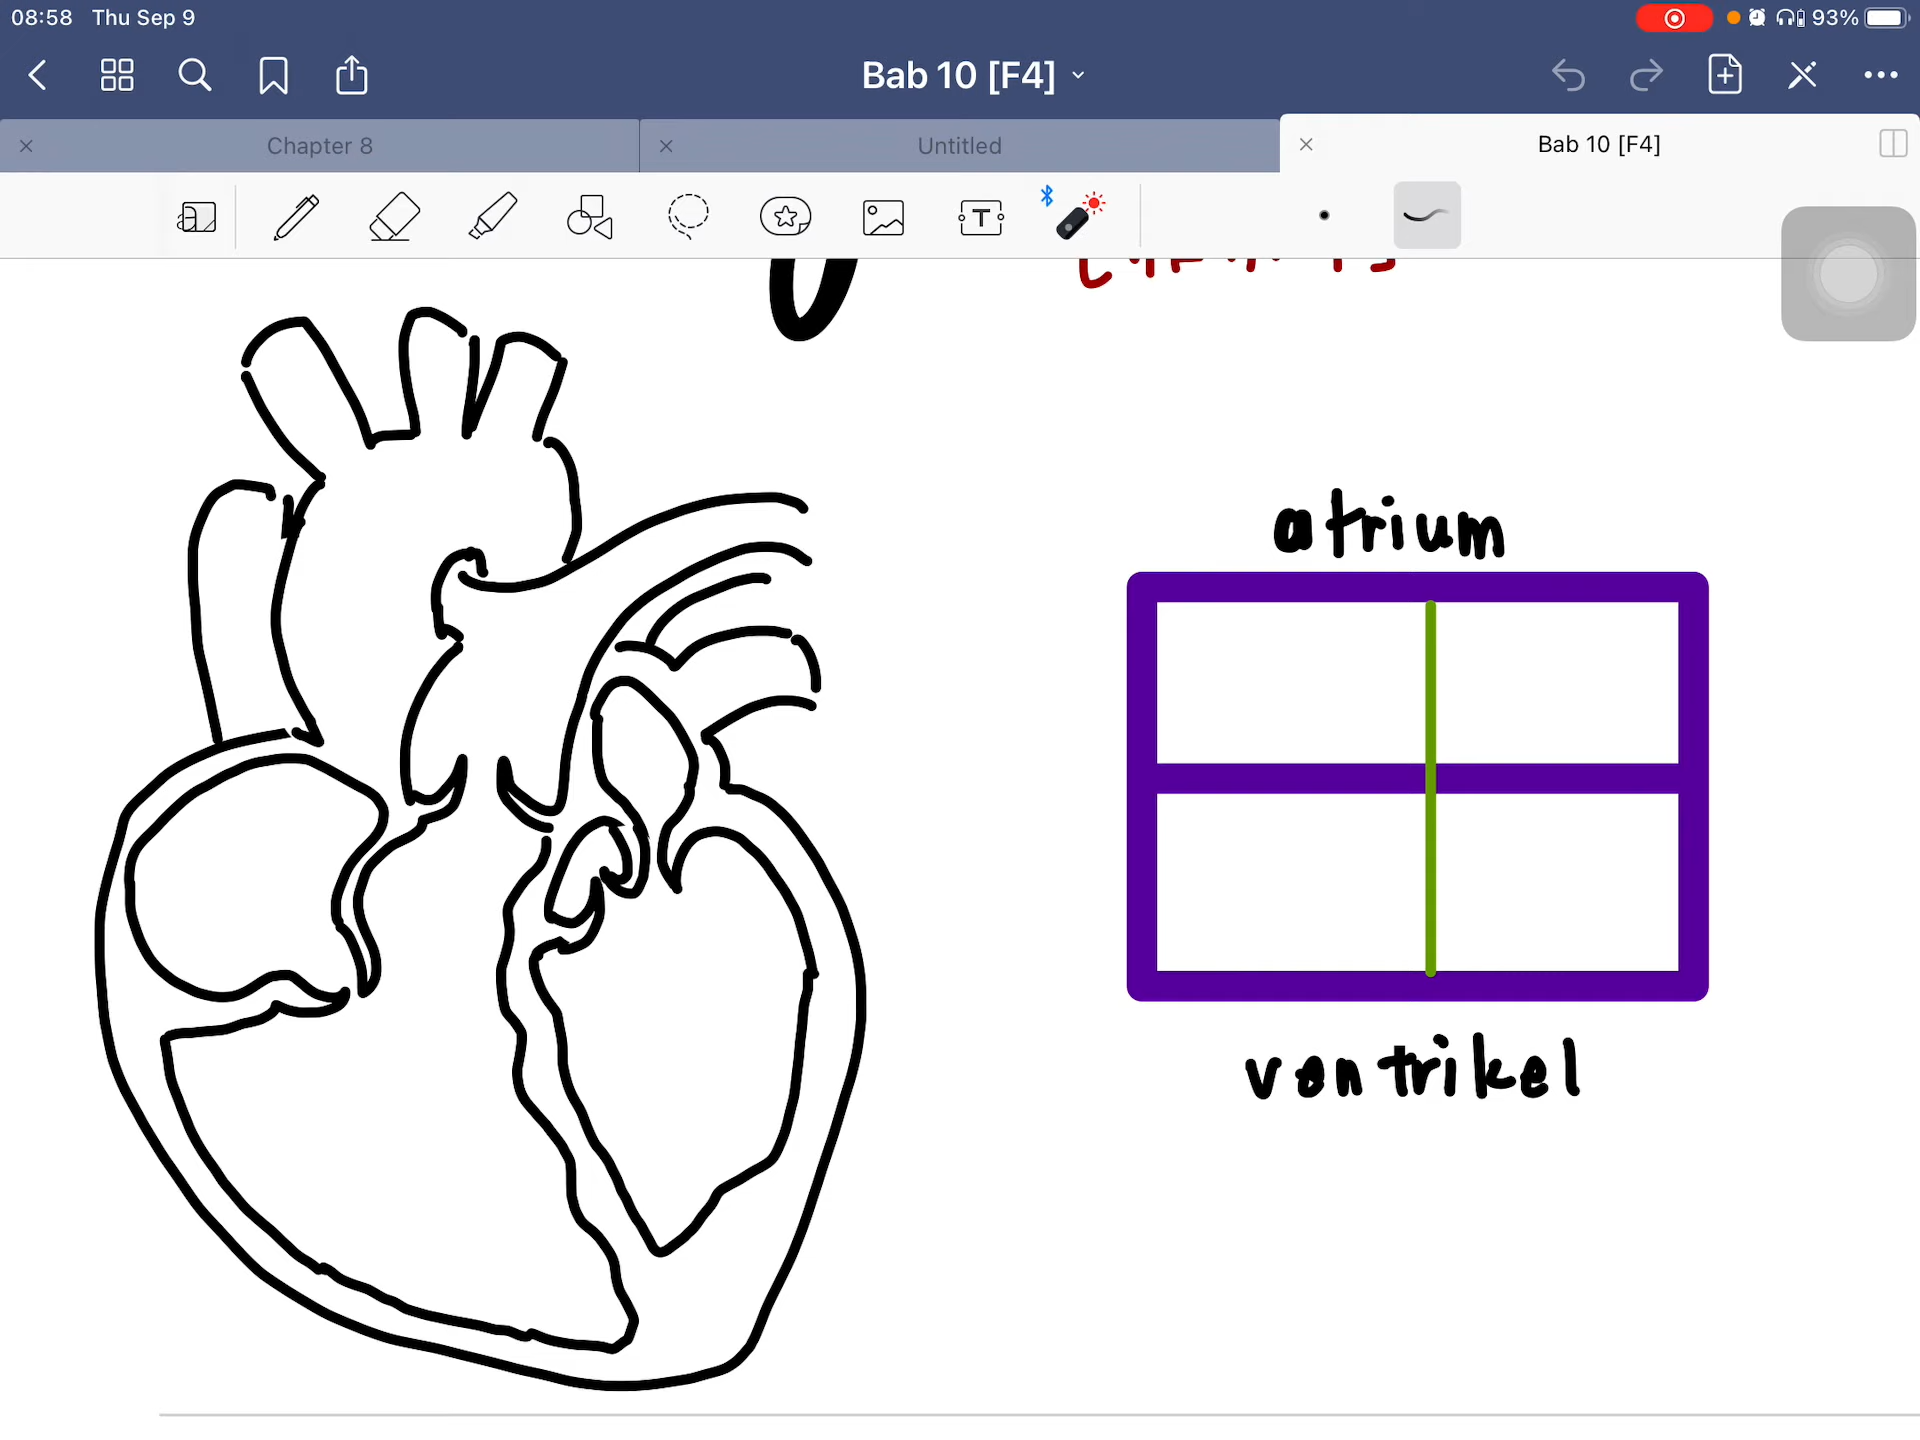 08:58 Thu Sep 9
93%
Bab 10 [F4]
Chapter 8
Untitled
Bab 10 [F4]
T
atrium
ventrikel